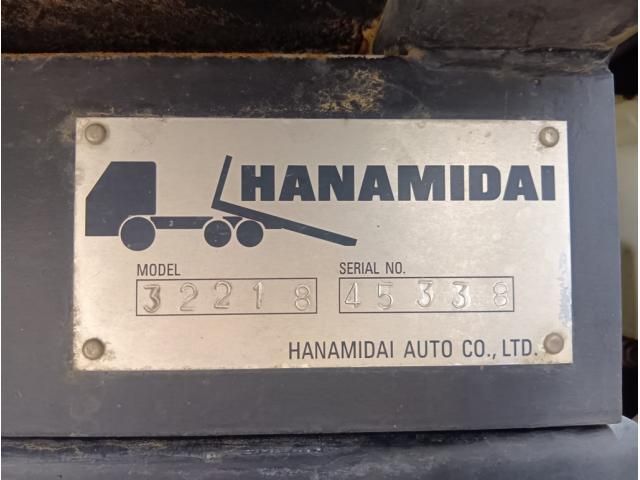 HANAMIDAI
MODEL SERIAL NO.
32218 45338
HANAMIDAI AUTO CO., LTD.